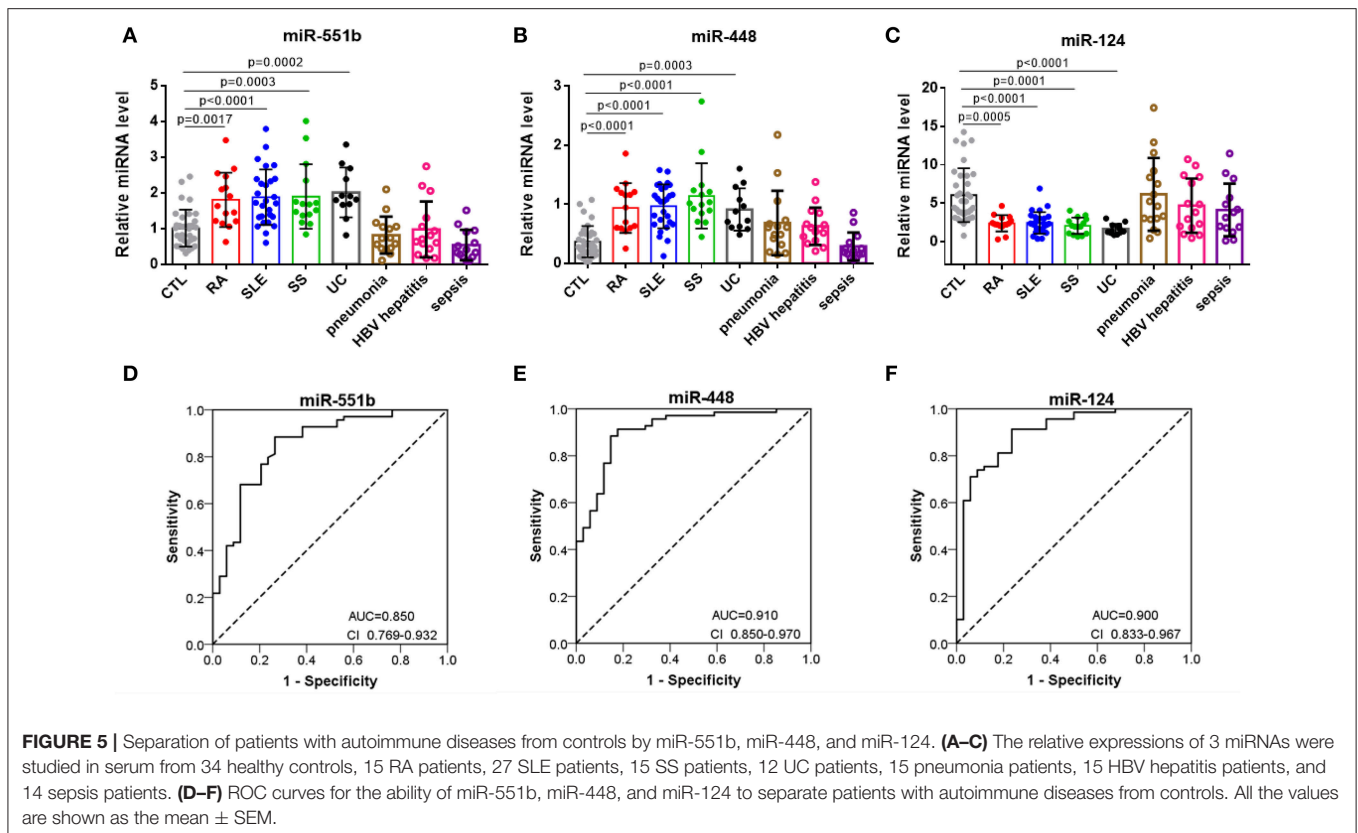 A
miR-551b
p=0.0002
p=0.0003
p<0.0001
p=0.0017
Relative miRNA level
5
4
3
2
1
0
CTL
RA
SLE
SS
UC
pneumonia
HBV hepatitis
sepsis
B
miR-448
p=0.0003
p<0.0001
p<0.0001
p<0.0001
Relative miRNA level
3
2
1
0
CTL
RA
SLE
SS
UC
pneumonia
HBV hepatitis
sepsis
C
miR-124
p<0.0001
p=0.0001
p<0.0001
p=0.0005
Relative miRNA level
20
15
10
5
0
CTL
RA
SLE
SS
UC
pneumonia
HBV hepatitis
sepsis
D
miR-551b
Sensitivity
1.0
0.8
0.6
0.4
0.2
0.0
AUC=0.850
CI 0.769-0.932
0.0 0.2 0.4 0.6 0.8 1.0
1 - Specificity
E
miR-448
Sensitivity
1.0
0.8
0.6
0.4
0.2
0.0
AUC=0.910
CI 0.850-0.970
0.0 0.2 0.4 0.6 0.8 1.0
1 - Specificity
F
miR-124
Sensitivity
1.0
0.8
0.6
0.4
0.2
0.0
AUC=0.900
CI 0.833-0.967
0.0 0.2 0.4 0.6 0.8 1.0
1 - Specificity
FIGURE 5 | Separation of patients with autoimmune diseases from controls by miR-551b, miR-448, and miR-124. (A–C) The relative expressions of 3 miRNAs were
studied in serum from 34 healthy controls, 15 RA patients, 27 SLE patients, 15 SS patients, 12 UC patients, 15 pneumonia patients, 15 HBV hepatitis patients, and
14 sepsis patients. (D–F) ROC curves for the ability of miR-551b, miR-448, and miR-124 to separate patients with autoimmune diseases from controls. All the values
are shown as the mean ± SEM.